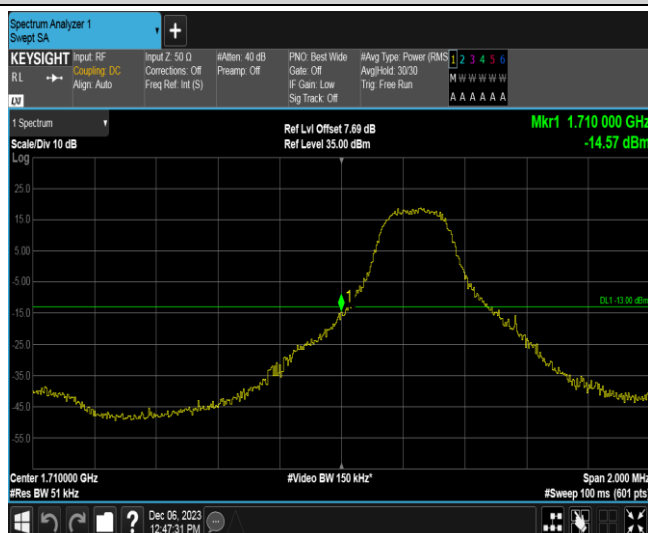 Spectrum Analyzer 1
Swept SA
+
KEYSIGHT
RL
LXI
Input: RF
Coupling: DC
Align: Auto
Input Z: 50 Ω
Corrections: Off
Freq Ref: Int (S)
#Atten: 40 dB
Preamp: Off
PNO: Best Wide
Gate: Off
IF Gain: Low
Sig Track: Off
#Avg Type: Power (RMS
Avg|Hold: 30/30
Trig: Free Run
1 2 3 4 5 6
M W W W W W
A A A A A A
1 Spectrum
Scale/Div 10 dB
Log
Ref Lvl Offset 7.69 dB
Ref Level 35.00 dBm
Mkr1 1.710 000 GHz
-14.57 dBm
25.0
15.0
5.00
-5.00
-15.0
-25.0
-35.0
-45.0
-55.0
1
DL1 -13.00 dBm
Center 1.710000 GHz
#Res BW 51 kHz
#Video BW 150 kHz*
Span 2.000 MHz
#Sweep 100 ms (601 pts)
?
Dec 06, 2023
12:47:31 PM